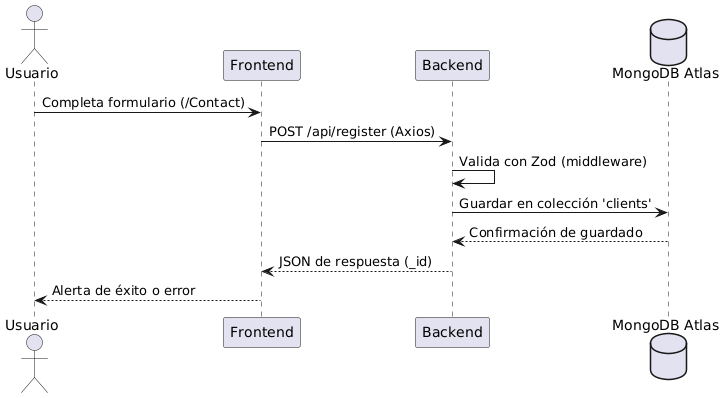 Usuario
Frontend
Backend
MongoDB Atlas
Completa formulario (/Contact)
POST /api/register (Axios)
Valida con Zod (middleware)
Guardar en colección 'clients'
Confirmación de guardado
JSON de respuesta (_id)
Alerta de éxito o error
Usuario
Frontend
Backend
MongoDB Atlas